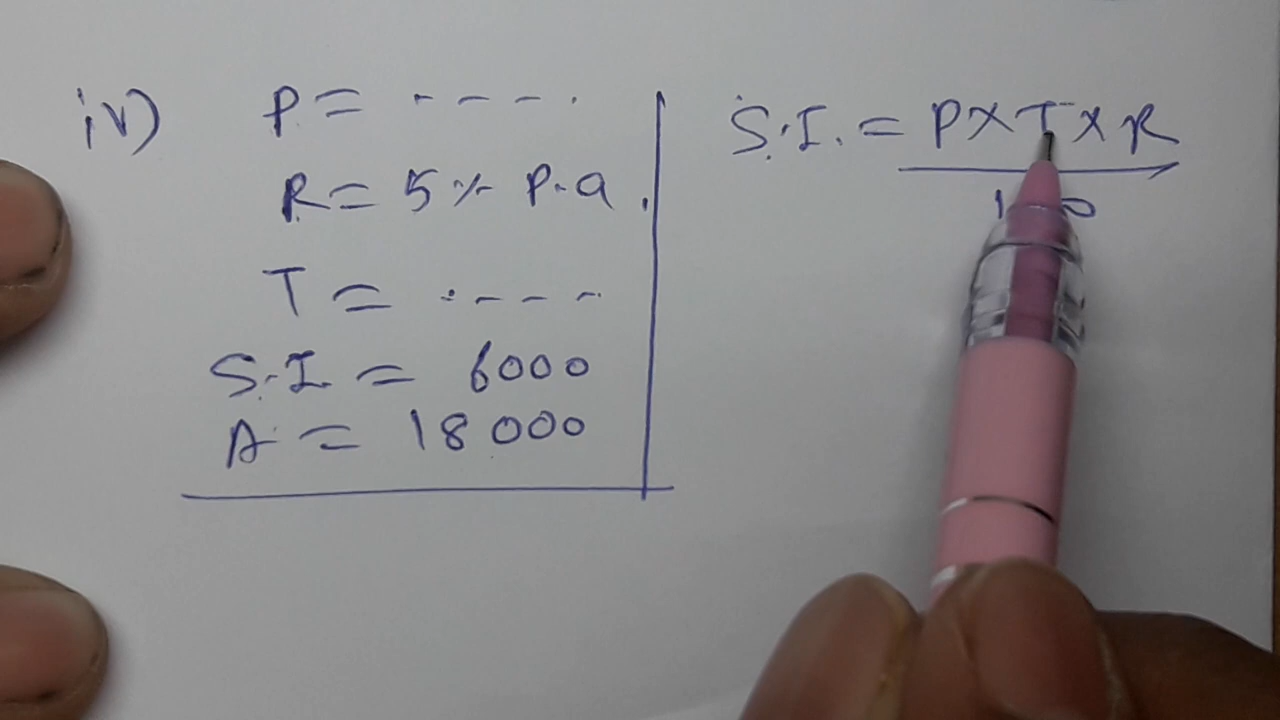 iv) P = - - - -
R = 5 % P.a.
T = - - - -
S.I. = 6000
A = 18000
S.I. = P × T × R